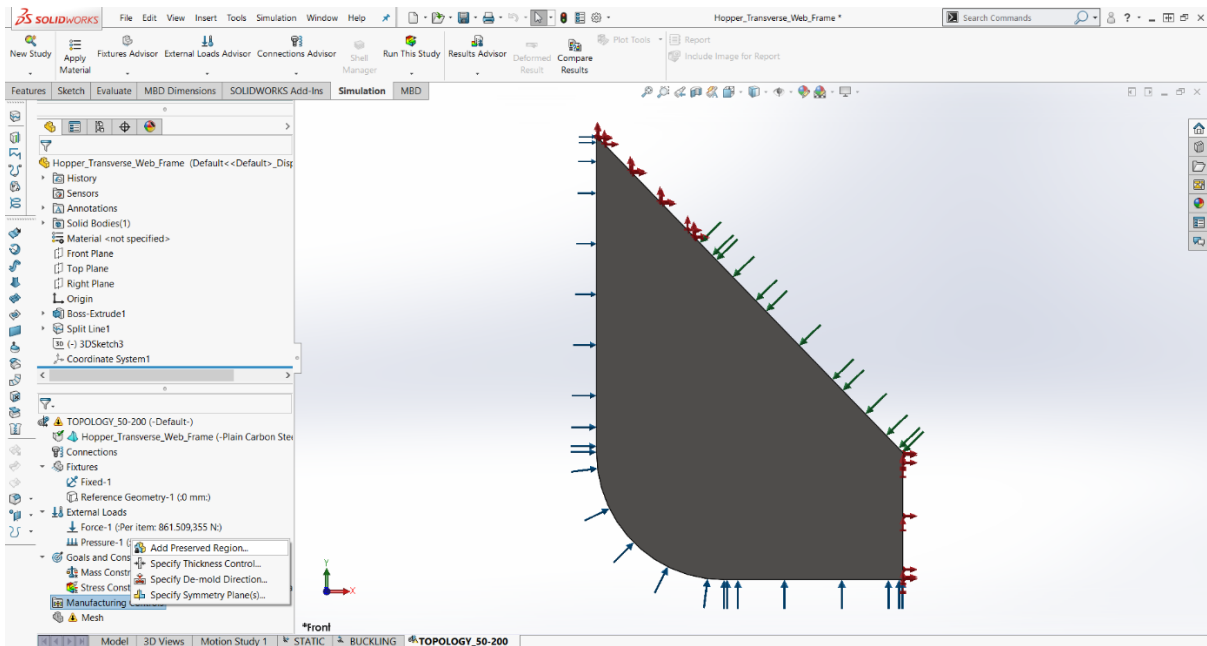 SOLIDWORKS File Edit View Insert Tools Simulation Window Help Hopper_Transverse_Web_Frame * Search Commands
New Study Apply Material Fixtures Advisor External Loads Advisor Connections Advisor Shell Manager Run This Study Results Advisor Deformed Result Compare Results Plot Tools Report
Include Image for Report
Features Sketch Evaluate MBD Dimensions SOLIDWORKS Add-Ins Simulation MBD
Hopper_Transverse_Web_Frame (Default<<Default>_Disp
History
Sensors
Annotations
Solid Bodies(1)
Material <not specified>
Front Plane
Top Plane
Right Plane
Origin
Boss-Extrude1
Split Line1
3D (-) 3DSketch3
Coordinate System1
TOPOLOGY_50-200 (-Default-)
Hopper_Transverse_Web_Frame (-Plain Carbon Stee
Connections
Fixtures
Fixed-1
Reference Geometry-1 (:0 mm:)
External Loads
Force-1 (:Per item: 861.509,355 N:)
Pressure-1 (:
Add Preserved Region...
Goals and Cons
Specify Thickness Control...
Mass Constr
Specify De-mold Direction...
Stress Const
Specify Symmetry Plane(s)...
Manufacturing
Mesh
Y
X
*Front
Model 3D Views Motion Study 1 STATIC BUCKLING TOPOLOGY_50-200